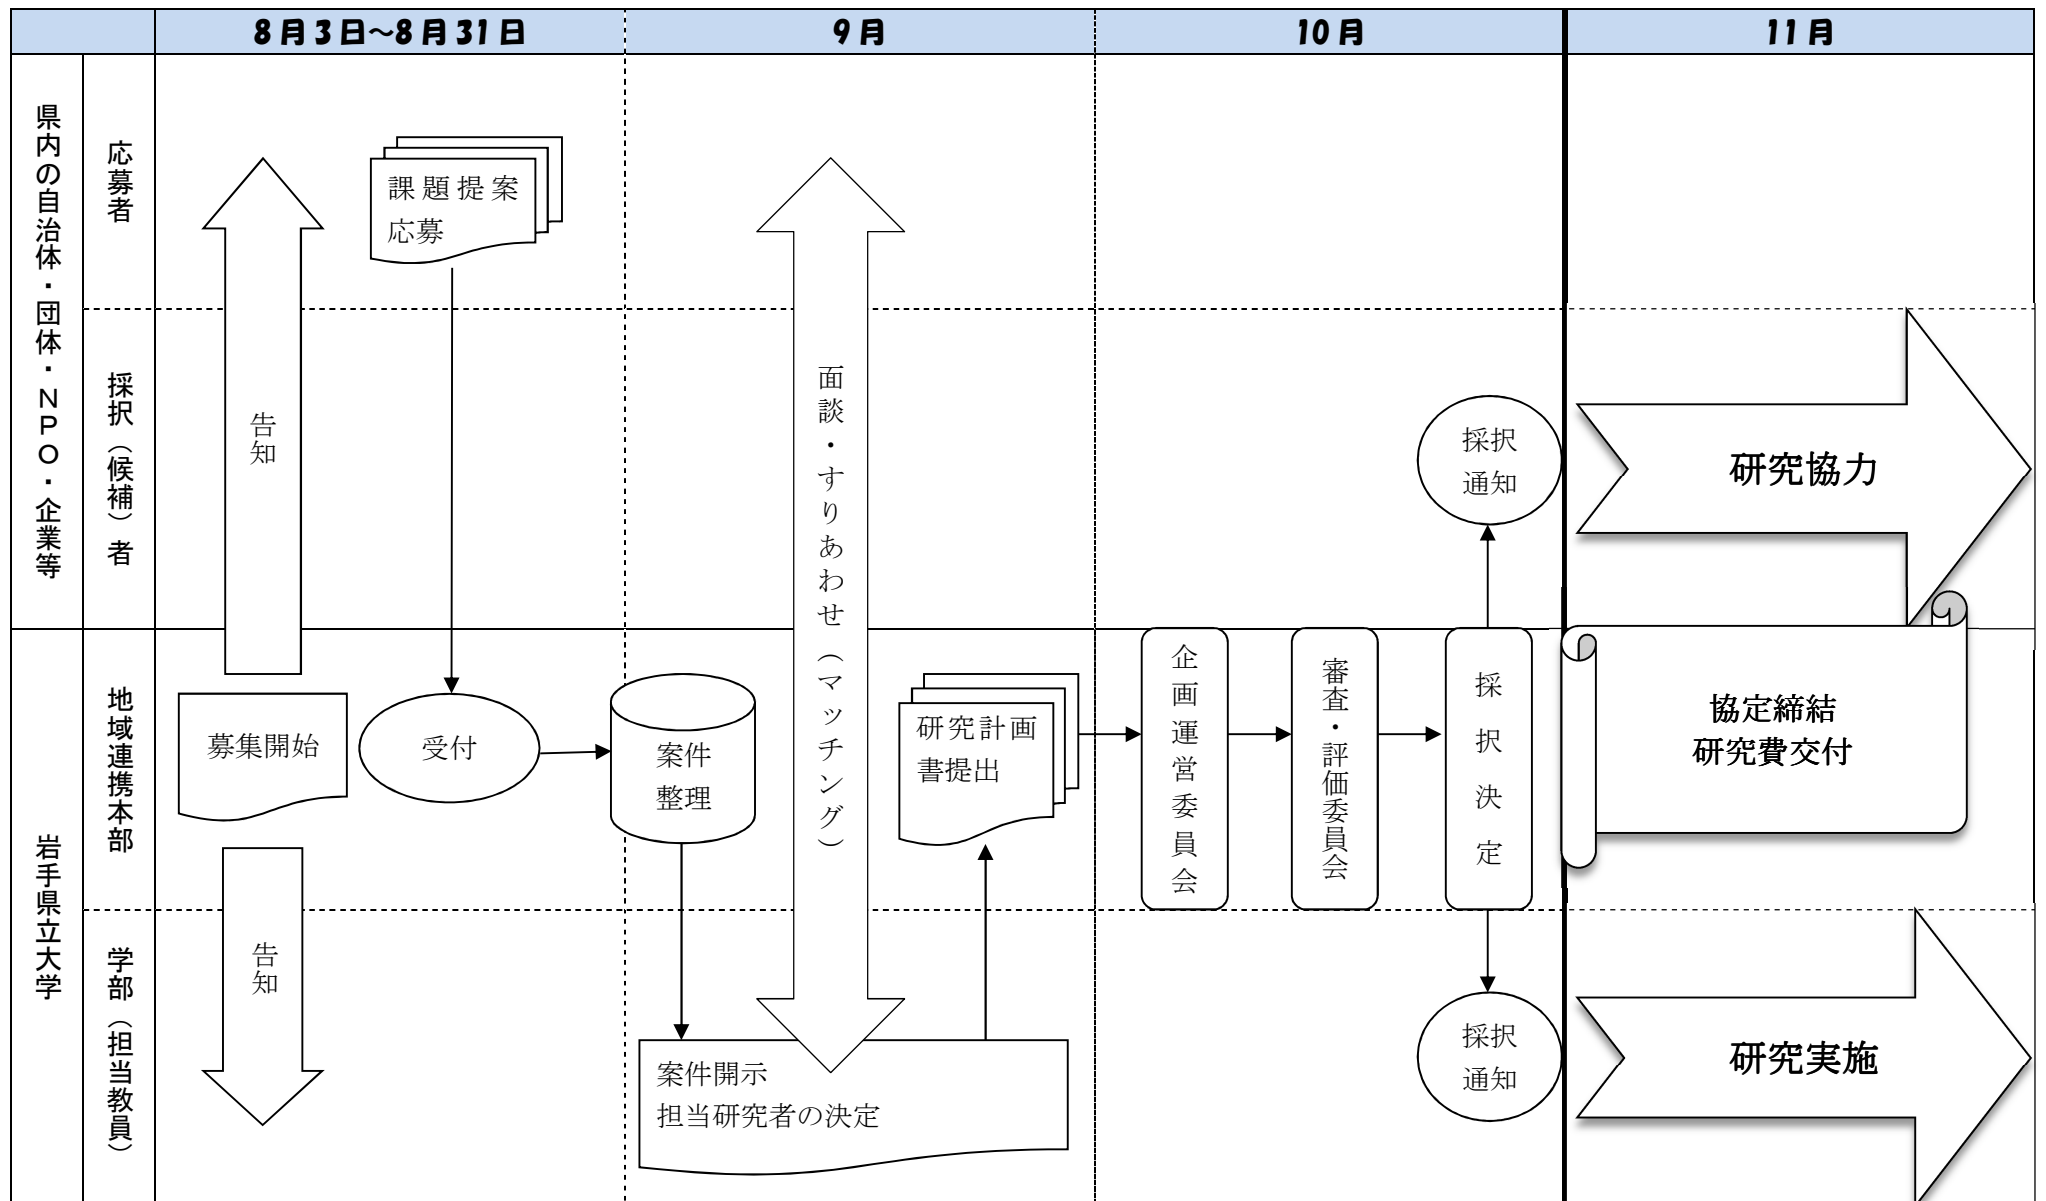 8月3日～8月31日
9月
10月
11月
県内の自治体・団体・ＮＰＯ・企業等
応募者
採択（候補）者
岩手県立大学
地域連携本部
学部（担当教員）
告知
課題提案
応募
面談・すりあわせ（マッチング）
採択
通知
研究協力
募集開始
受付
案件
整理
研究計画
書提出
企画運営委員会
審査・評価委員会
採択決定
協定締結
研究費交付
告知
案件開示
担当研究者の決定
採択
通知
研究実施